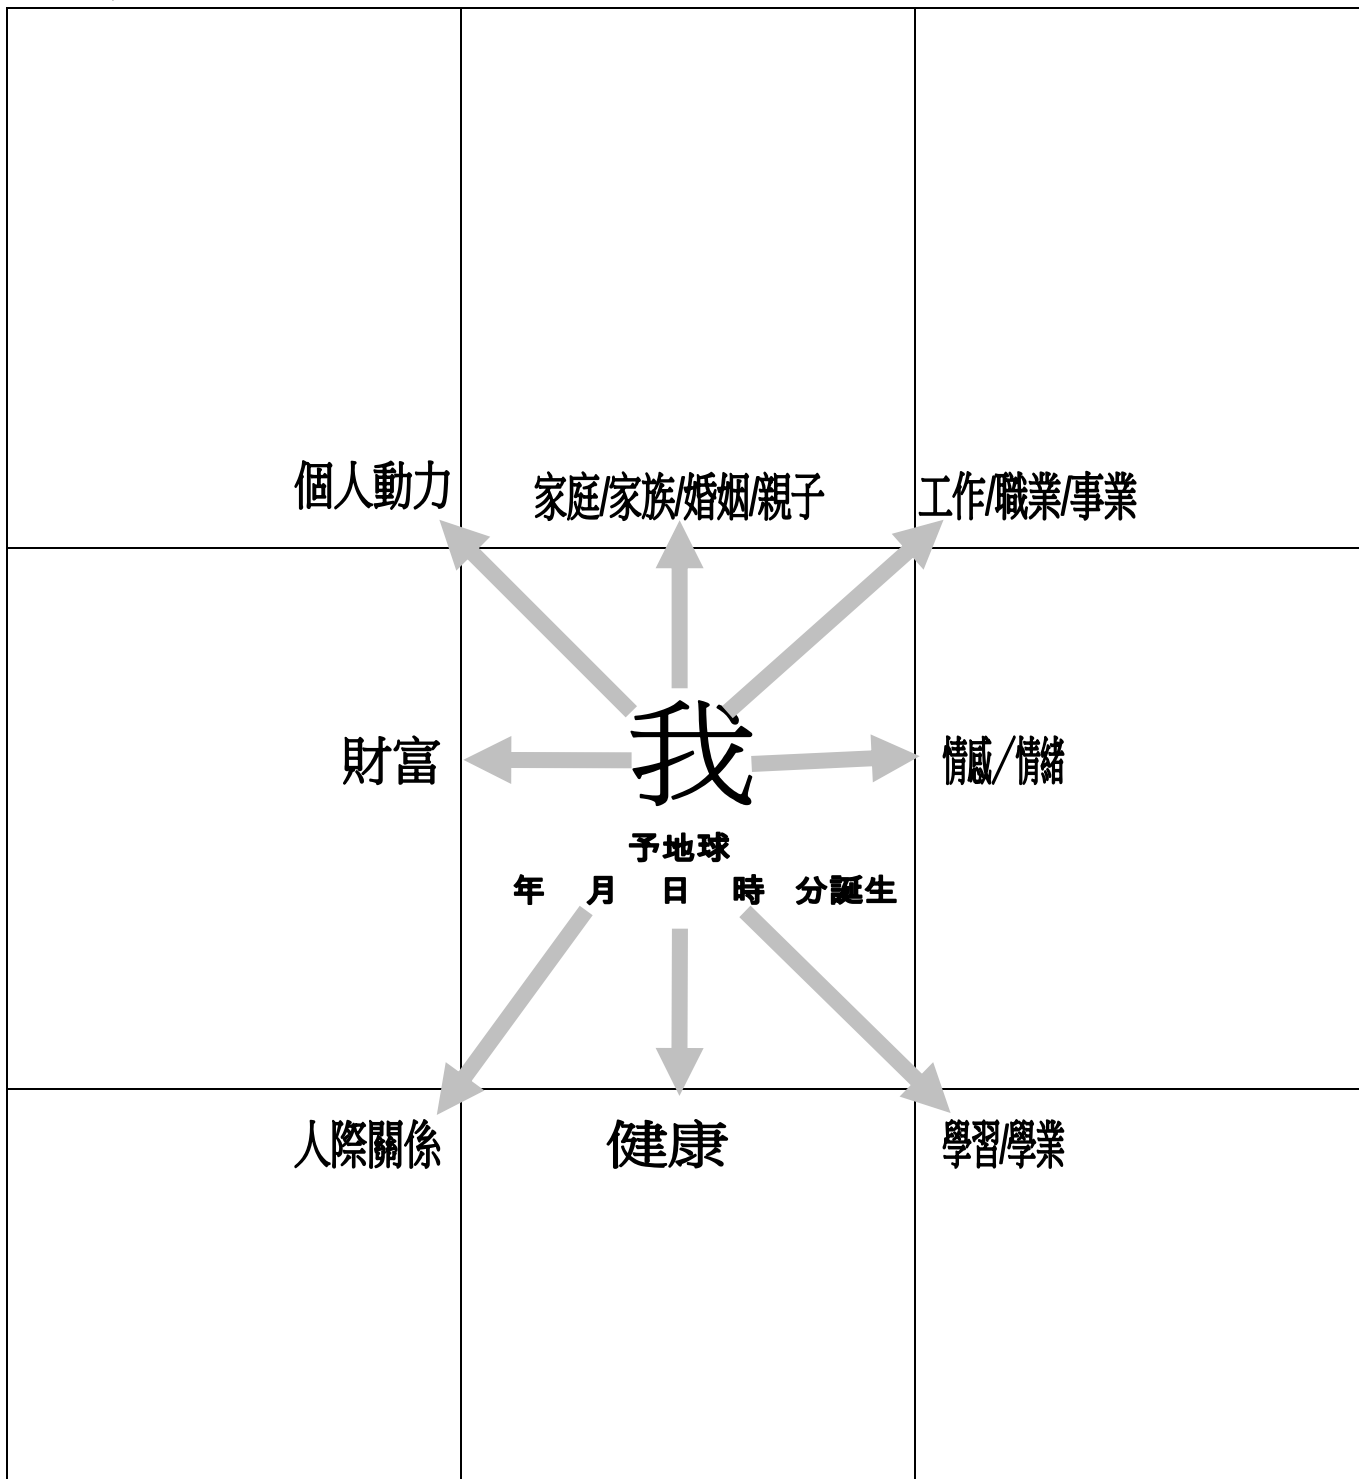 個人動力
家庭/家族/婚姻/親子
工作/職業/事業
財富
我
情感／情緒
予地球
年 月 日 時 分誕生
人際關係
健康
學習/學業